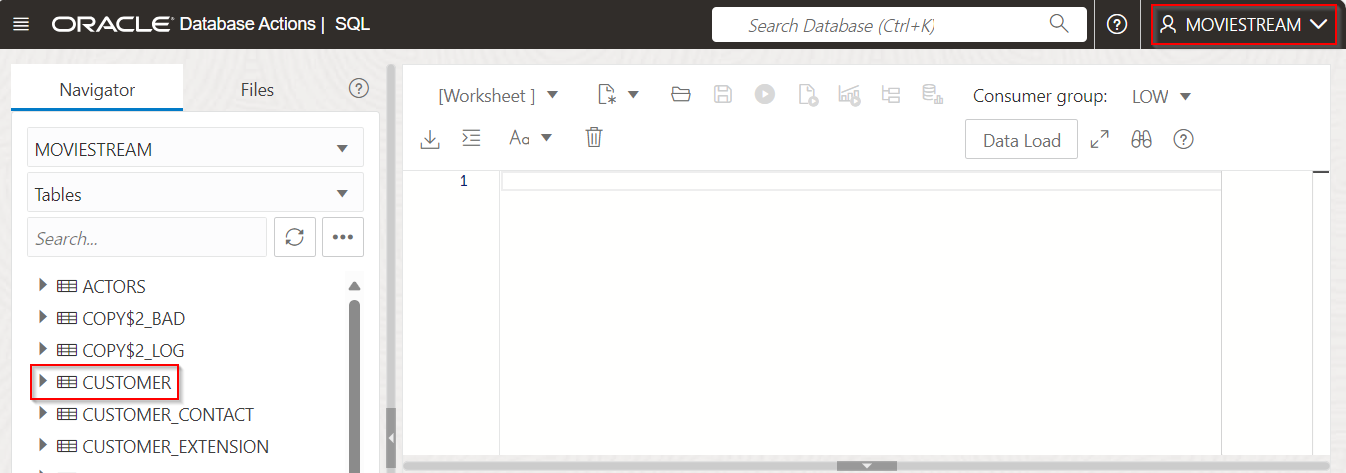 ORACLE Database Actions | SQL
Search Database (Ctrl+K)
?
MOVIESTREAM
Navigator
Files
?
MOVIESTREAM
Tables
Search...
ACTORS
COPY$2_BAD
COPY$2_LOG
CUSTOMER
CUSTOMER_CONTACT
CUSTOMER_EXTENSION
[Worksheet ]
Consumer group:
LOW
Aa
Data Load
?
1